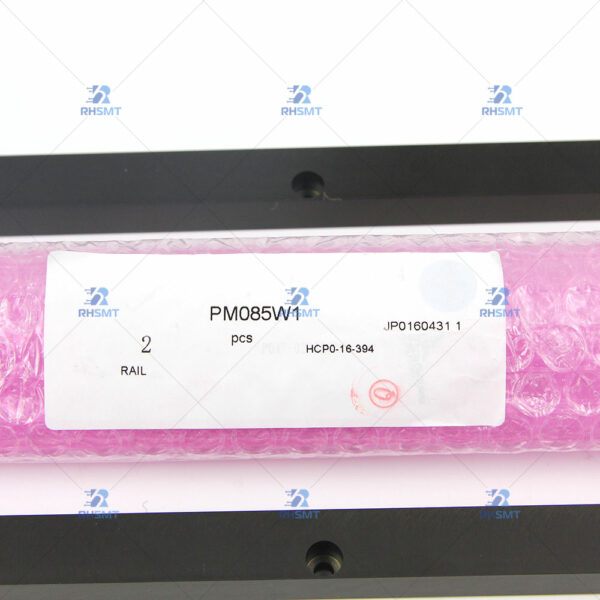 RHSMT
RHSMT
RHSMT
PM085W1
JP0160431 1
2
pcs
HCP0-16-394
RAIL
RHSMT
RHSMT
RHSMT
RHSMT
RHSMT
RHSMT